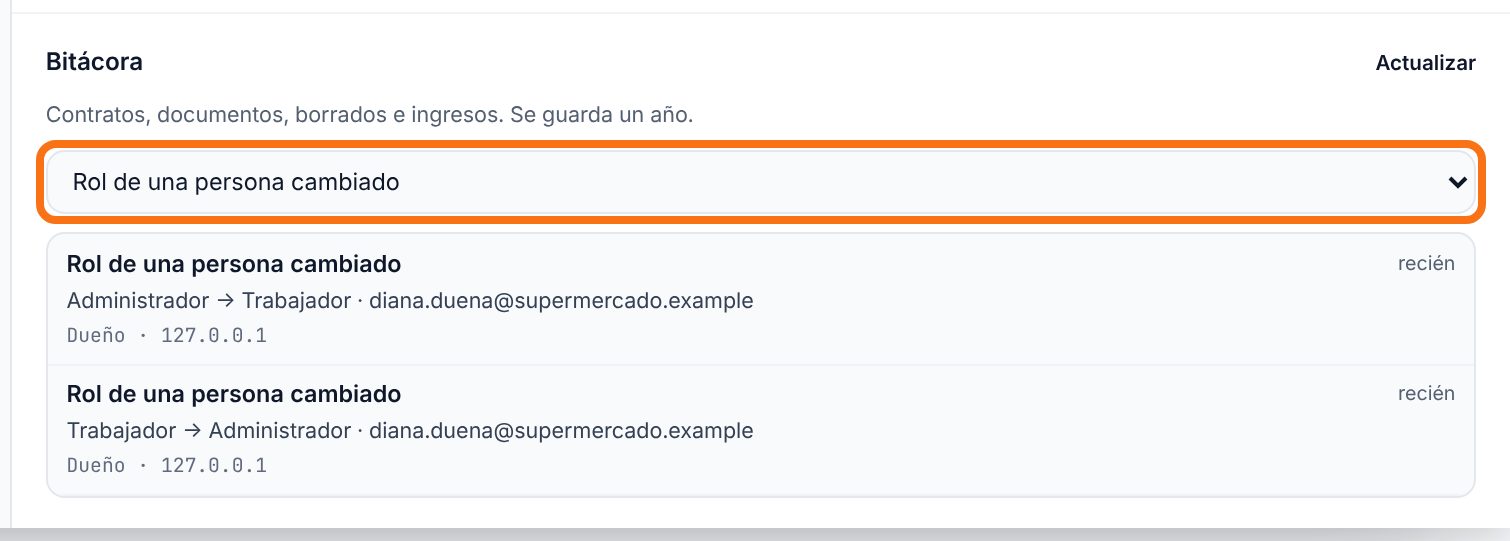 Bitácora
Actualizar
Contratos, documentos, borrados e ingresos. Se guarda un año.
Rol de una persona cambiado
Rol de una persona cambiado
recién
Administrador → Trabajador · diana.duena@supermercado.example
Dueño · 127.0.0.1
Rol de una persona cambiado
recién
Trabajador → Administrador · diana.duena@supermercado.example
Dueño · 127.0.0.1